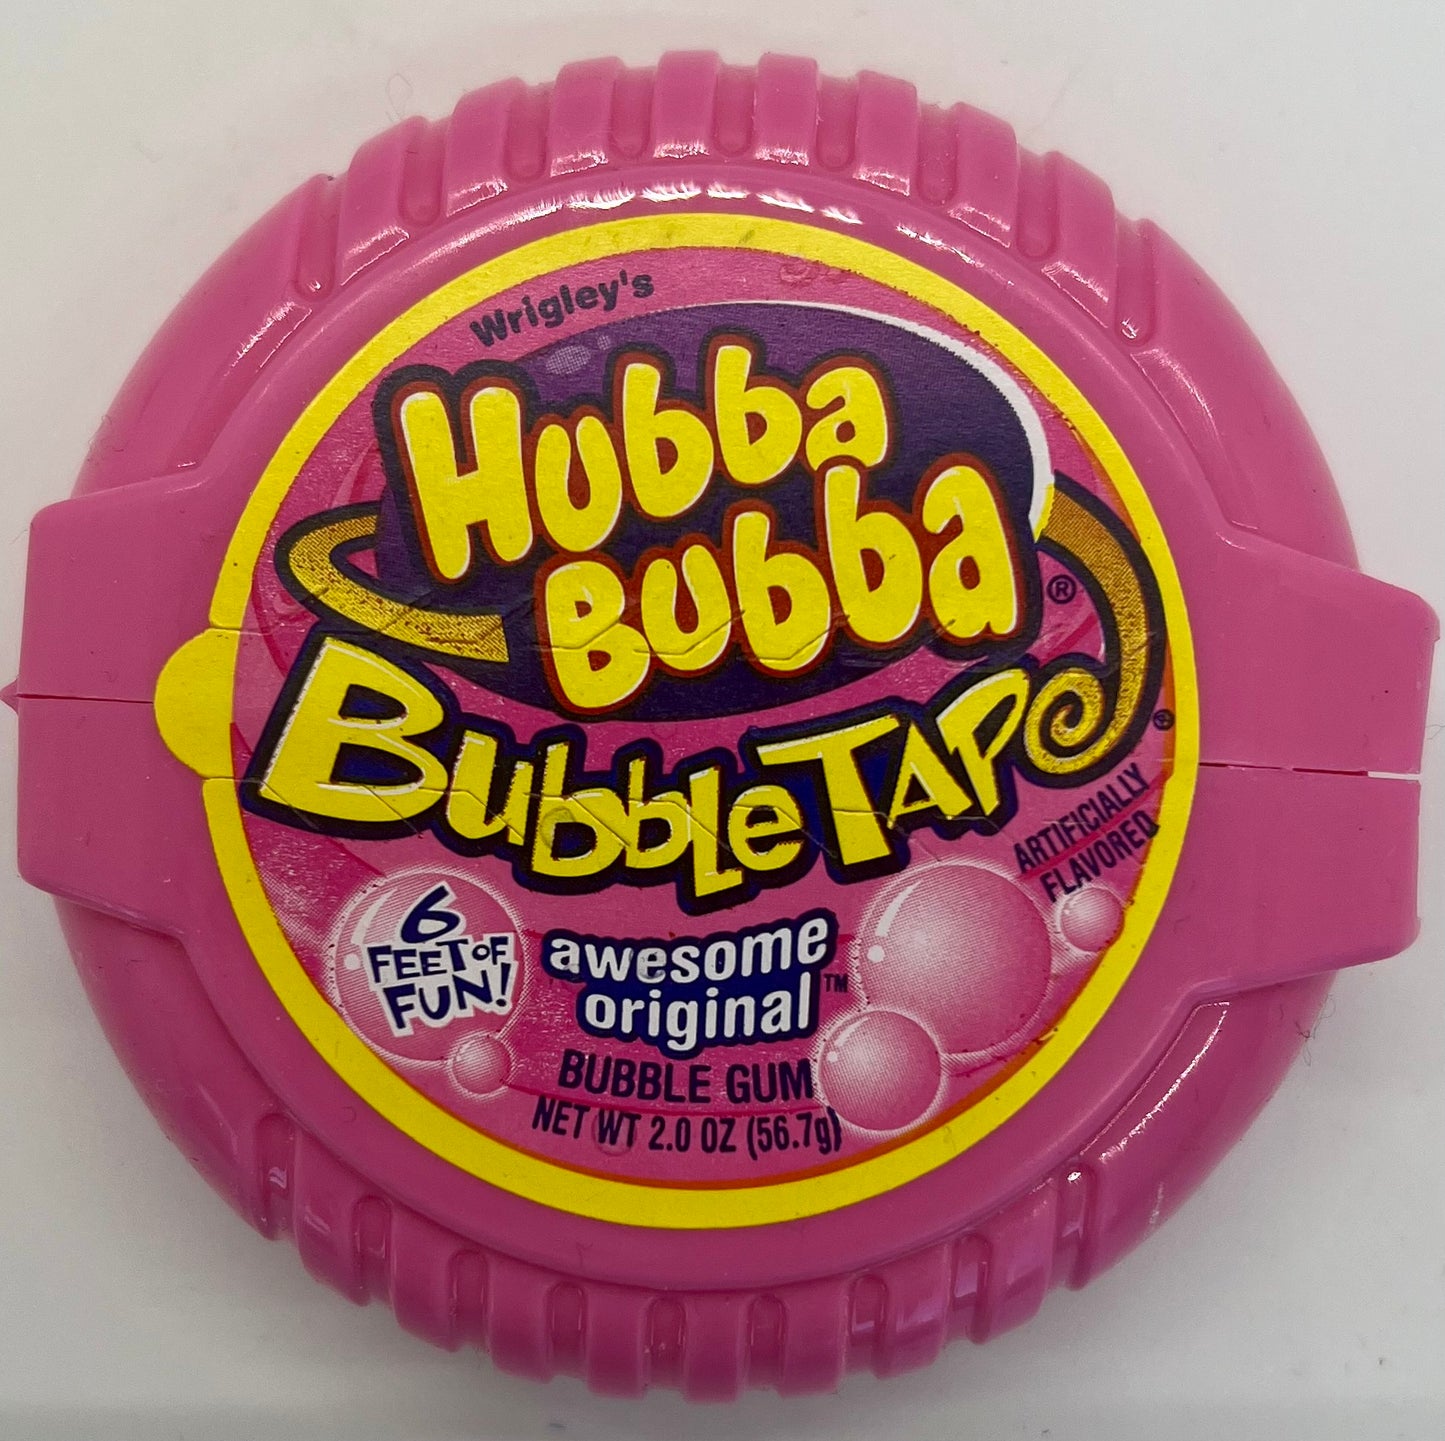 Wrigley's
Hubba
Bubba®
BubbleTAPe®
ARTIFICIALLY
FLAVORED
6
FEET OF
FUN!
awesome
original™
BUBBLE GUM
NET WT 2.0 OZ (56.7g)